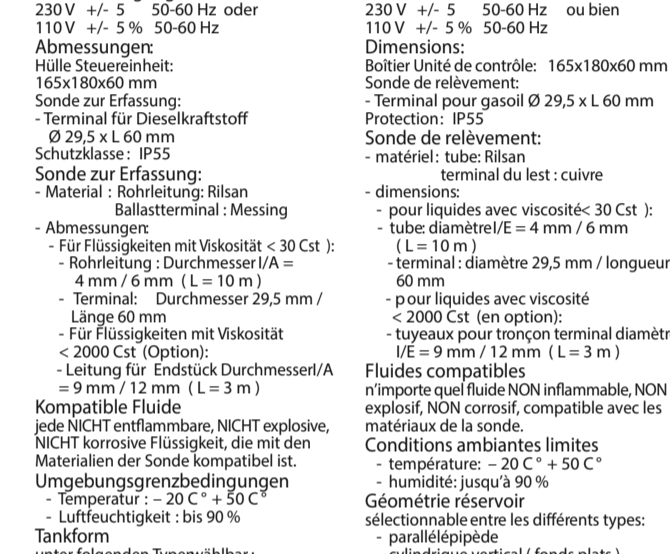 230 V +/- 5 50-60 Hz oder
110 V +/- 5 % 50-60 Hz
Abmessungen:
Hülle Steuereinheit:
165x180x60 mm
Sonde zur Erfassung:
- Terminal für Dieselkraftstoff
Ø 29,5 x L 60 mm
Schutzklasse : IP55
Sonde zur Erfassung:
- Material : Rohrleitung: Rilsan
Ballastterminal : Messing
- Abmessungen:
- Für Flüssigkeiten mit Viskosität < 30 Cst ):
- Rohrleitung : Durchmesser I/A =
4 mm / 6 mm ( L = 10 m )
- Terminal: Durchmesser 29,5 mm /
Länge 60 mm
- Für Flüssigkeiten mit Viskosität
< 2000 Cst (Option):
- Leitung für Endstück DurchmesserI/A
= 9 mm / 12 mm ( L = 3 m )
Kompatible Fluide
jede NICHT entflammbare, NICHT explosive,
NICHT korrosive Flüssigkeit, die mit den
Materialien der Sonde kompatibel ist.
Umgebungsgrenzbedingungen
- Temperatur : – 20 C° + 50 C°
- Luftfeuchtigkeit : bis 90 %
Tankform
unter folgenden Typen wählbar:
230 V +/- 5 50-60 Hz ou bien
110 V +/- 5 % 50-60 Hz
Dimensions:
Boîtier Unité de contrôle: 165x180x60 mm
Sonde de relèvement:
- Terminal pour gasoil Ø 29,5 x L 60 mm
Protection: IP55
Sonde de relèvement:
- matériel : tube: Rilsan
terminal du lest : cuivre
- dimensions:
- pour liquides avec viscosité< 30 Cst ):
- tube: diamètreI/E = 4 mm / 6 mm
( L = 10 m )
- terminal : diamètre 29,5 mm / longueur
60 mm
- pour liquides avec viscosité
< 2000 Cst (en option):
- tuyeaux pour tronçon terminal diamètr
I/E = 9 mm / 12 mm ( L = 3 m )
Fluides compatibles
n'importe quel fluide NON inflammable, NON
explosif, NON corrosif, compatible avec les
matériaux de la sonde.
Conditions ambiantes limites
- température: – 20 C° + 50 C°
- humidité: jusqu'à 90 %
Géométrie réservoir
sélectionnable entre les différents types:
- parallélépipède
- cylindrique vertical ( fonds plats )